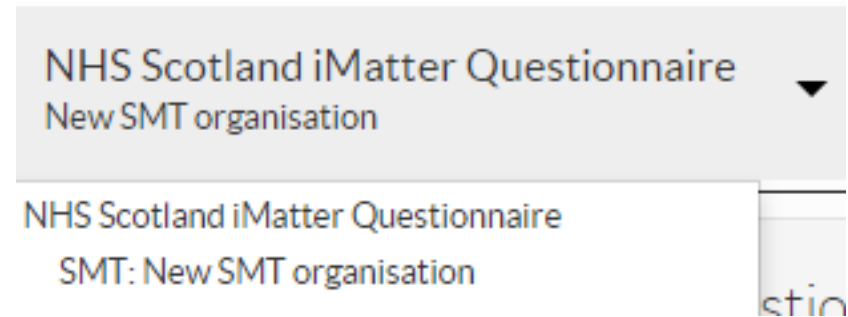 NHS Scotland iMatter Questionnaire
New SMT organisation
NHS Scotland iMatter Questionnaire
SMT: New SMT organisation